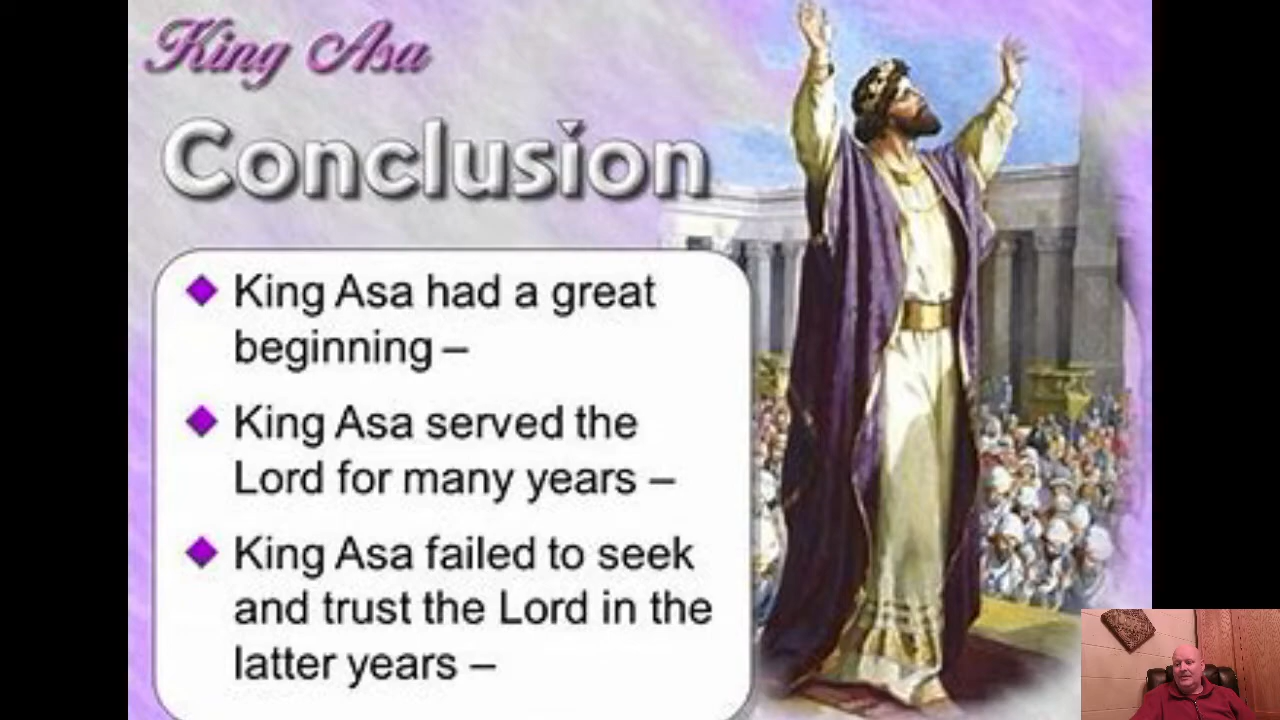 King Asa
Conclusion
King Asa had a great
beginning –
King Asa served the
Lord for many years –
King Asa failed to seek
and trust the Lord in the
latter years –